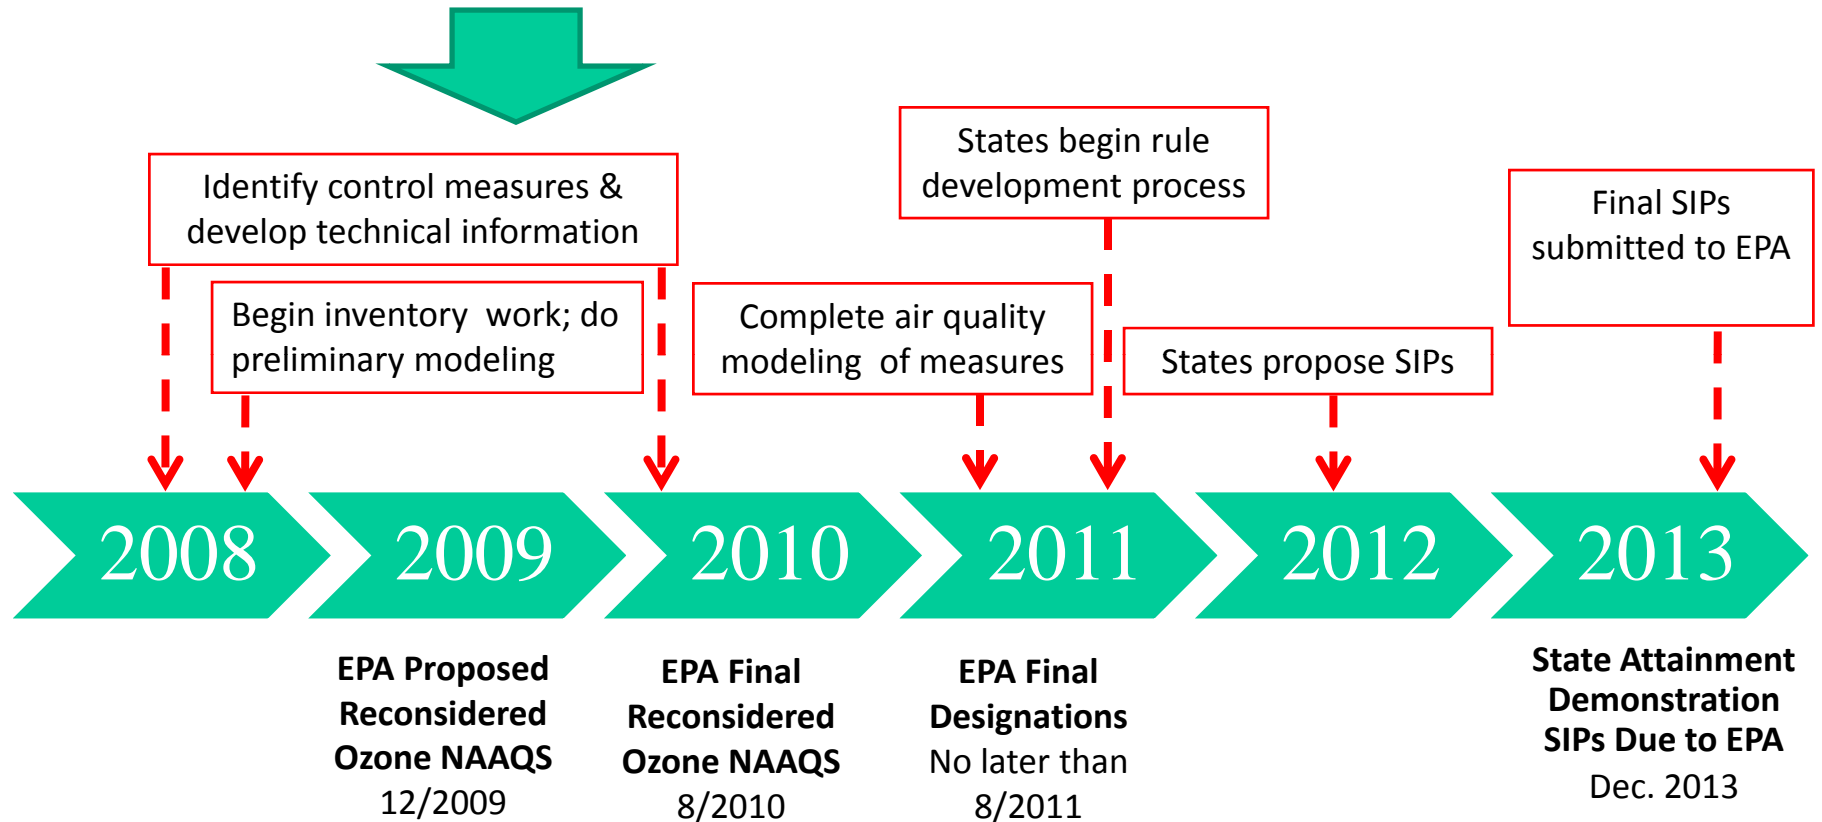 Identify control measures &
develop technical information
Begin inventory  work; do
preliminary modeling
Complete air quality
modeling  of measures
States begin rule
development process
States propose SIPs
Final SIPs
submitted to EPA
2008
2009
2010
2011
2012
2013
EPA Proposed
Reconsidered
Ozone NAAQS
12/2009
EPA Final
Reconsidered
Ozone NAAQS
8/2010
EPA Final
Designations
No later than
8/2011
State Attainment
Demonstration
SIPs Due to EPA
Dec. 2013